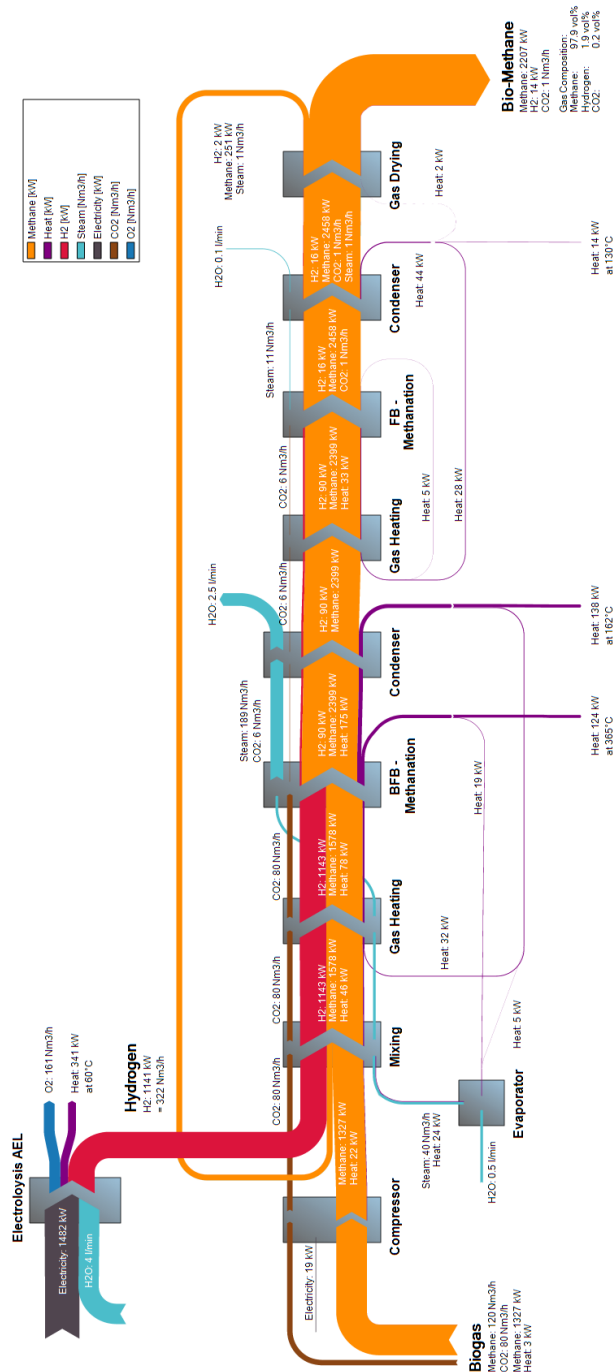 Methane [kW]
Heat [kW]
H2 [kW]
Steam [Nm3/h]
Electricity [kW]
CO2 [Nm3/h]
O2 [Nm3/h]
Electroloysis AEL
Electricity: 1482 kW
H2O: 4 l/min
O2: 161 Nm3/h
Heat: 341 kW
at 60°C
Hydrogen
H2: 1141 kW
= 322 Nm3/h
Biogas
Methane: 120 Nm3/h
CO2: 80 Nm3/h
Methane: 1327 kW
Heat: 3 kW
Electricity: 19 kW
Compressor
Methane: 1327 kW
Heat: 22 kW
CO2: 80 Nm3/h
Steam: 40 Nm3/h
Heat: 24 kW
H2O: 0.5 l/min
Evaporator
Heat: 5 kW
Mixing
CO2: 80 Nm3/h
H2: 1143 kW
Methane: 1578 kW
Heat: 46 kW
Heat: 32 kW
Gas Heating
CO2: 80 Nm3/h
H2: 1143 kW
Methane: 1578 kW
Heat: 78 kW
Heat: 19 kW
BFB -
Methanation
Steam: 189 Nm3/h
CO2: 6 Nm3/h
H2: 90 kW
Methane: 2399 kW
Heat: 175 kW
Heat: 124 kW
at 365°C
Condenser
H2O: 2.5 l/min
CO2: 6 Nm3/h
H2: 90 kW
Methane: 2399 kW
Heat: 138 kW
at 162°C
Gas Heating
CO2: 6 Nm3/h
H2: 90 kW
Methane: 2399 kW
Heat: 33 kW
Heat: 5 kW
Heat: 28 kW
FB -
Methanation
Steam: 11 Nm3/h
H2: 16 kW
Methane: 2458 kW
CO2: 1 Nm3/h
Condenser
H2O: 0.1 l/min
H2: 16 kW
Methane: 2458 kW
CO2: 1 Nm3/h
Steam 1 Nm3/h
Heat: 44 kW
Heat: 14 kW
at 130°C
Gas Drying
H2: 2 kW
Methane: 251 kW
Steam: 1 Nm3/h
Heat: 2 kW
Bio-Methane
Methane: 2207 kW
H2: 14 kW
CO2: 1 Nm3/h
Gas Composition:
Methane: 97.9 vol%
Hydrogen: 1.9 vol%
CO2: 0.2 vol%